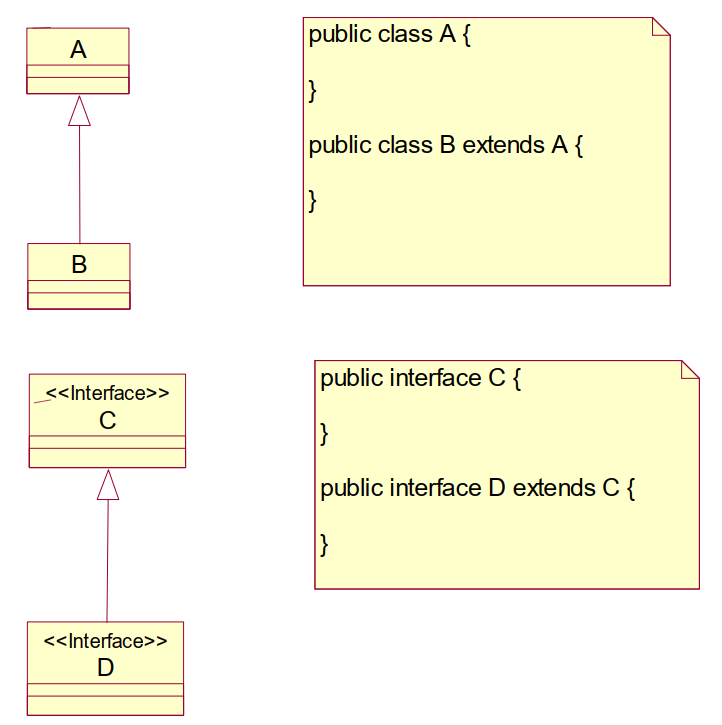 A
B
public class A {
}
public class B extends A {
}
<<Interface>>
C
<<Interface>>
D
public interface C {
}
public interface D extends C {
}